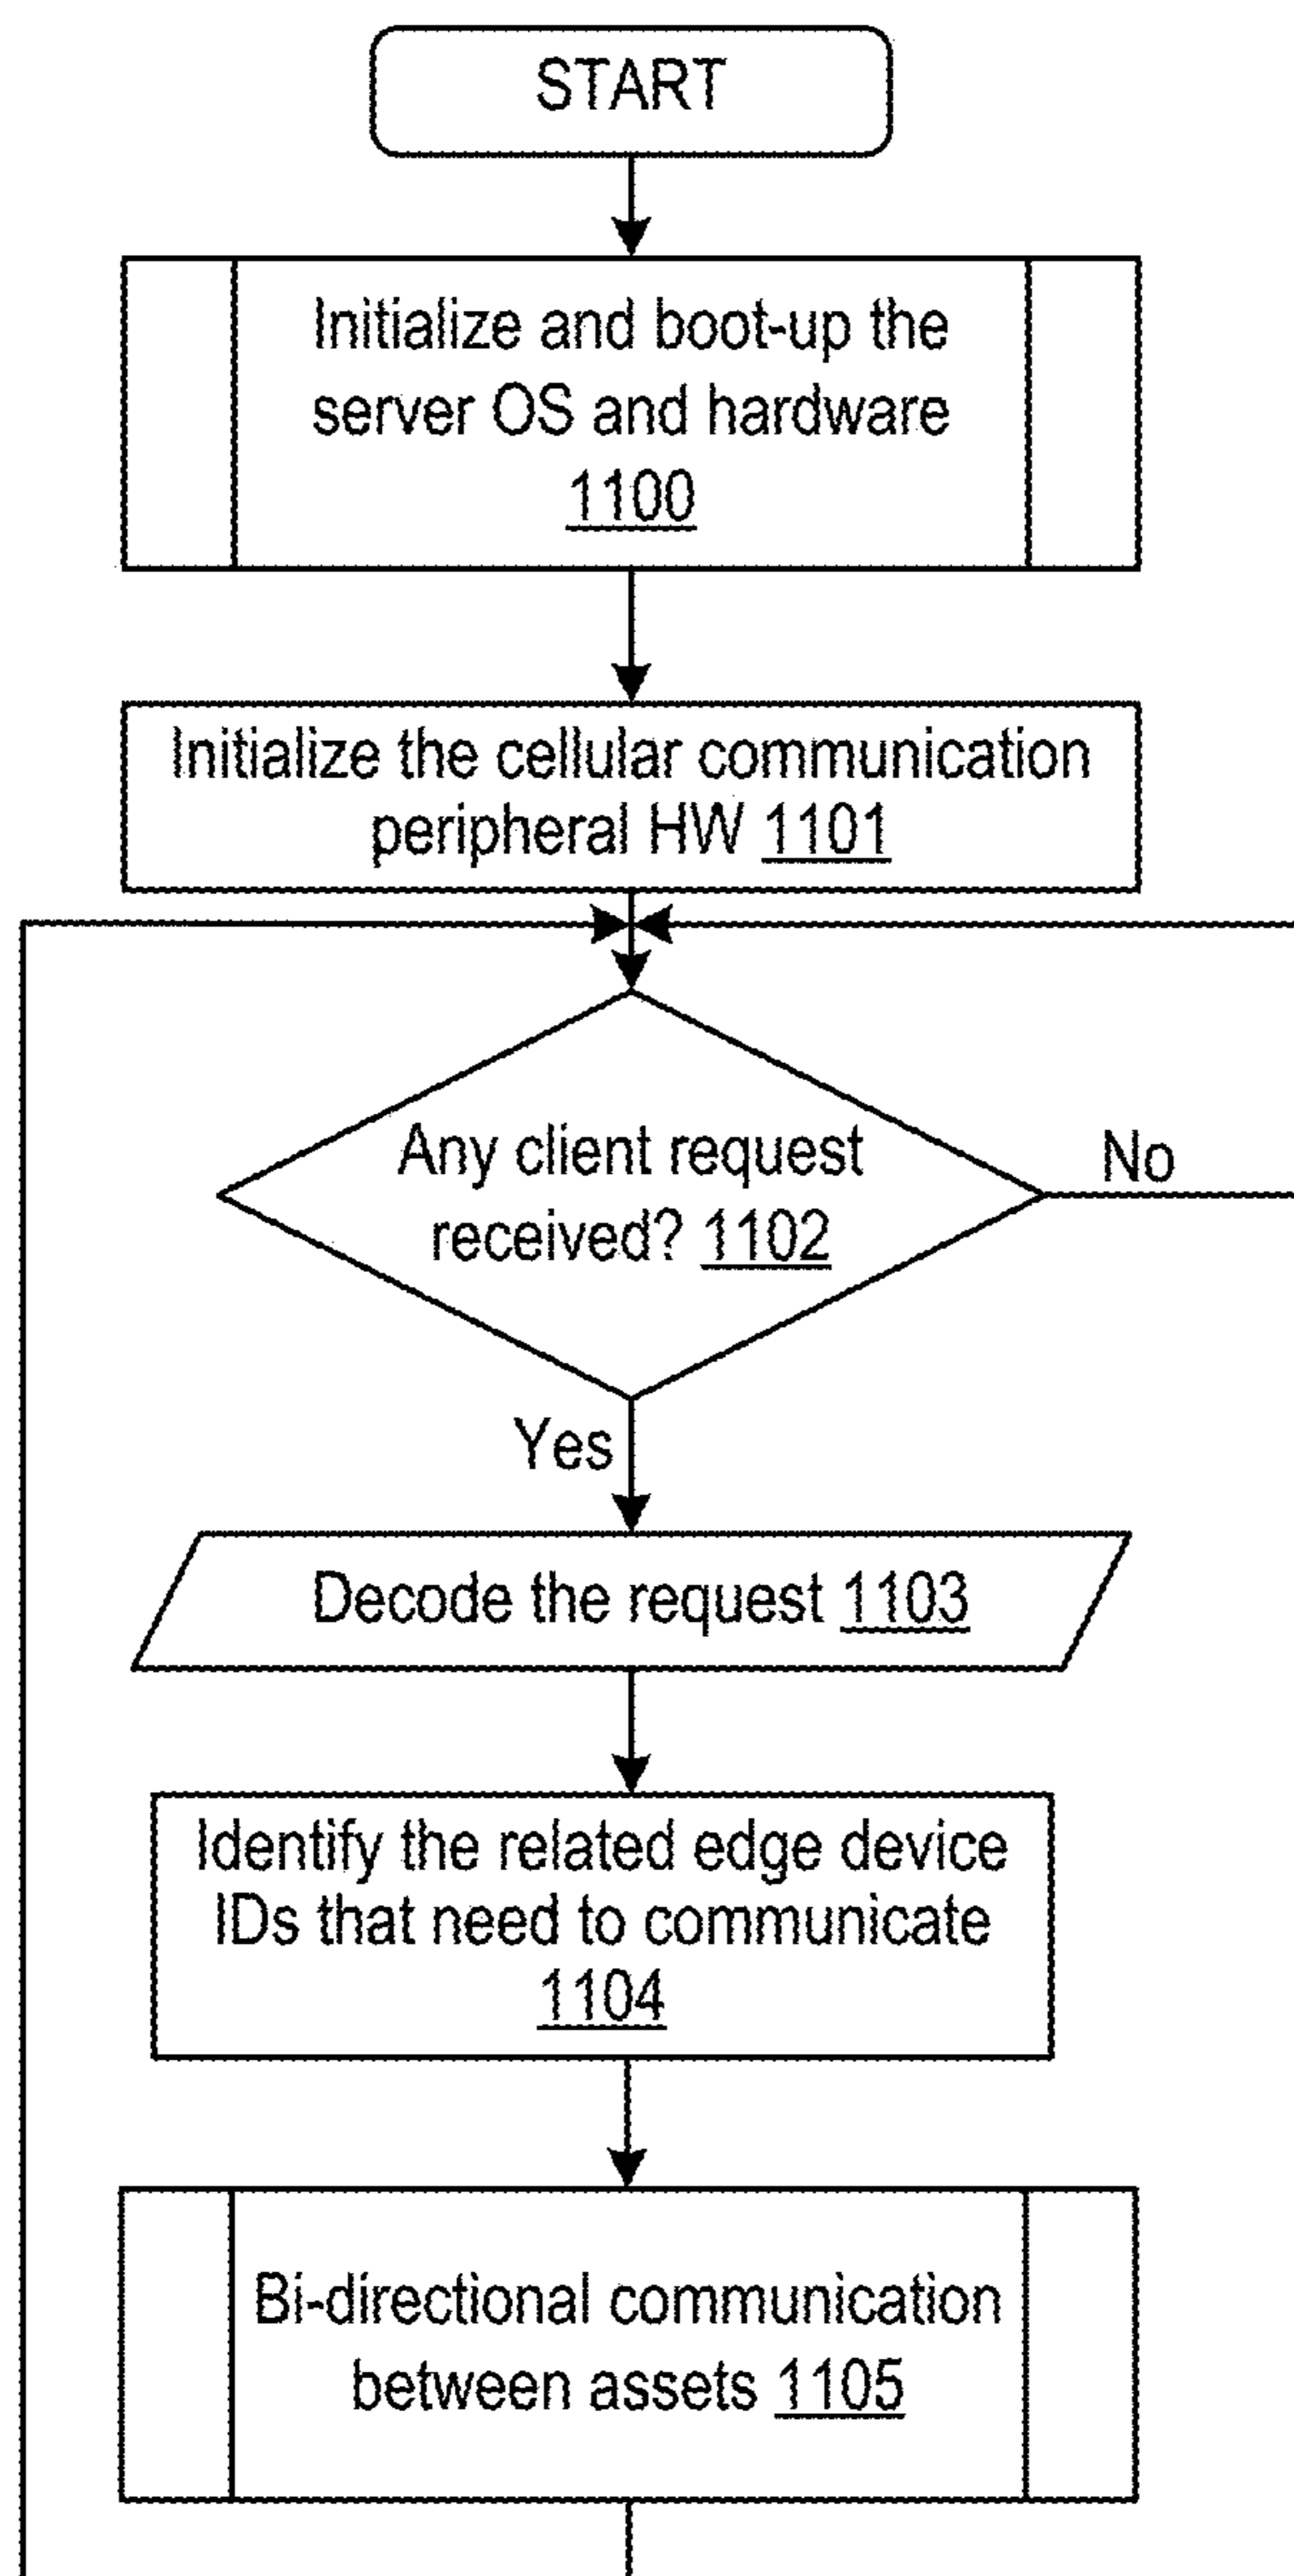 START
Initialize and boot-up the
server OS and hardware
1100
Initialize the cellular communication
peripheral HW 1101
Any client request
received? 1102
No
Yes
Decode the request 1103
Identify the related edge device
IDs that need to communicate
1104
Bi-directional communication
between assets 1105